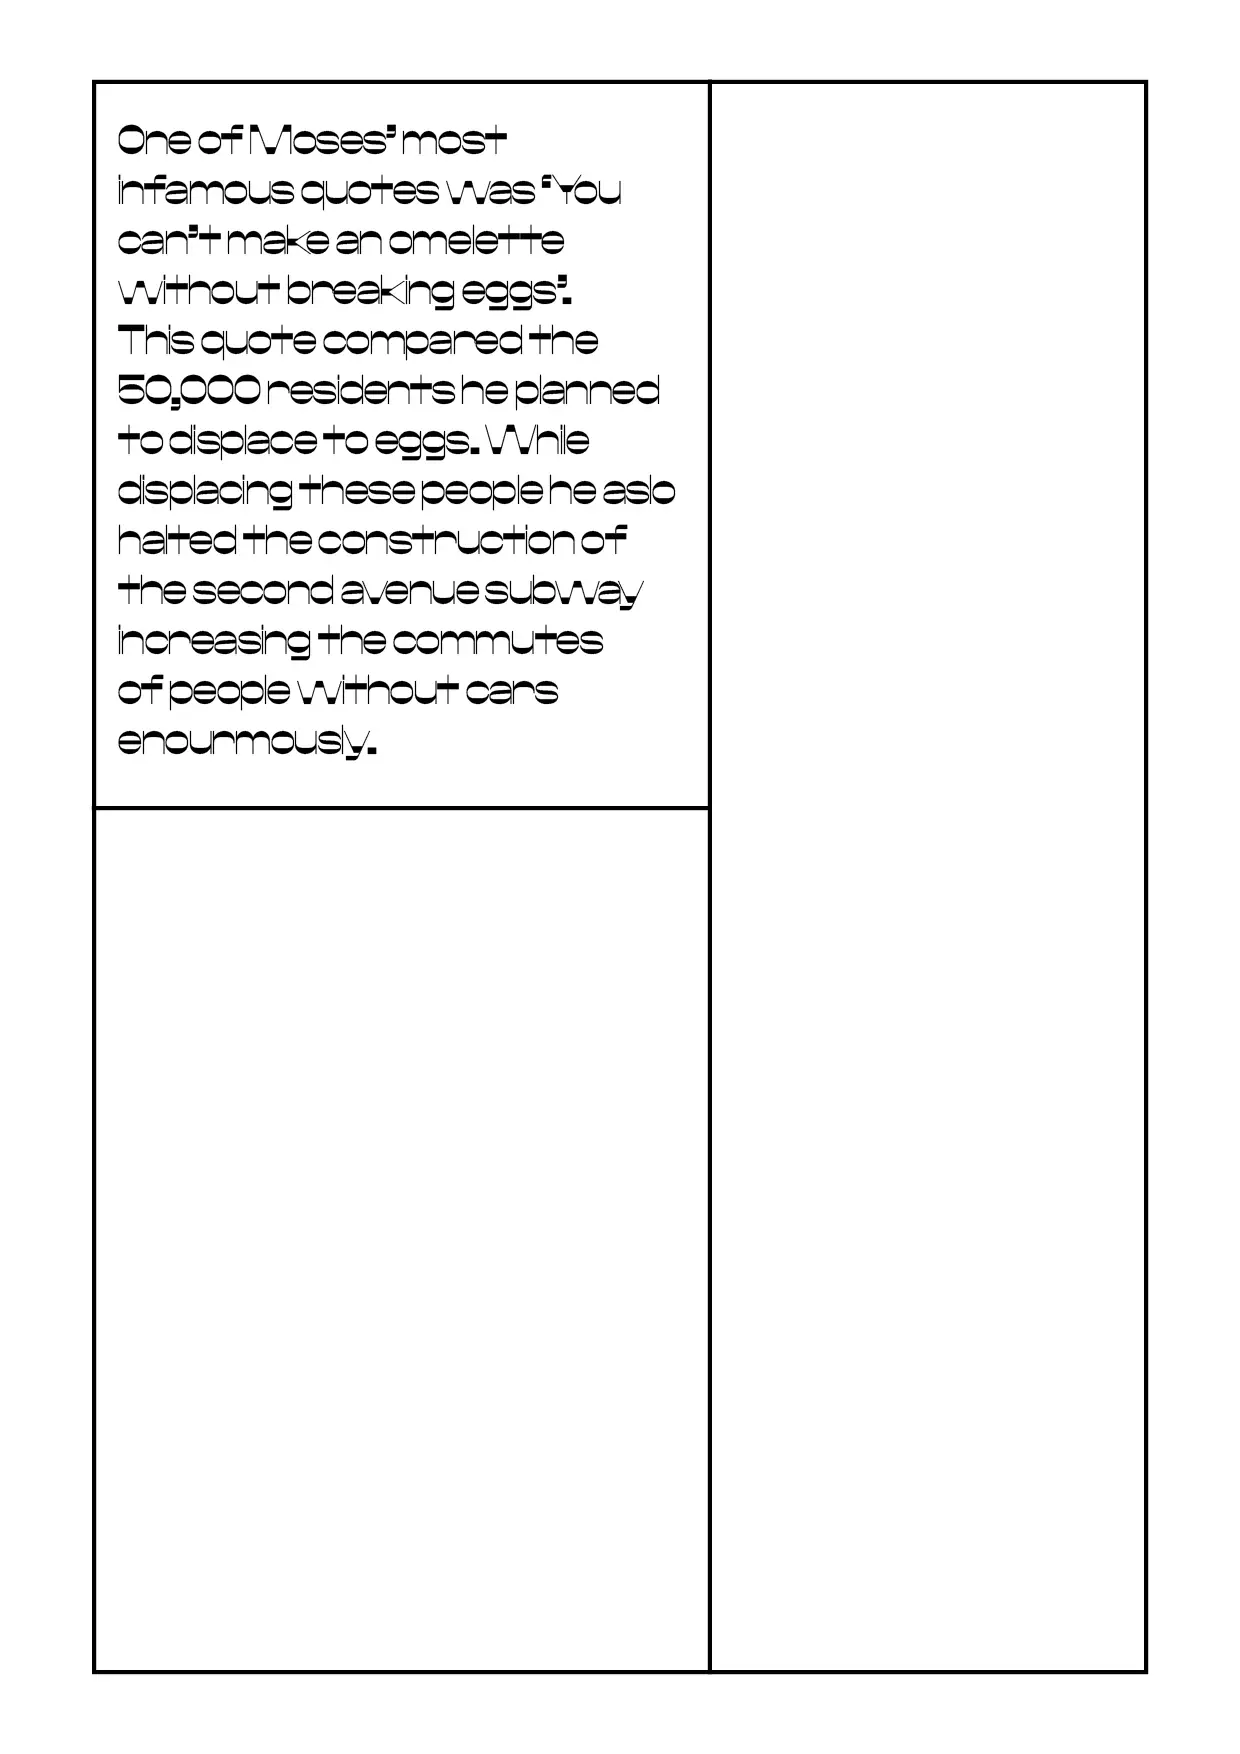 One of Moses’ most
infamous quotes was ‘You
can’t make an omelette
without breaking eggs’.
This quote compared the
50,000 residents he planned
to displace to eggs. While
displacing these people he aslo
halted the construction of
the second avenue subway
increasing the commutes
of people without cars
enourmously.